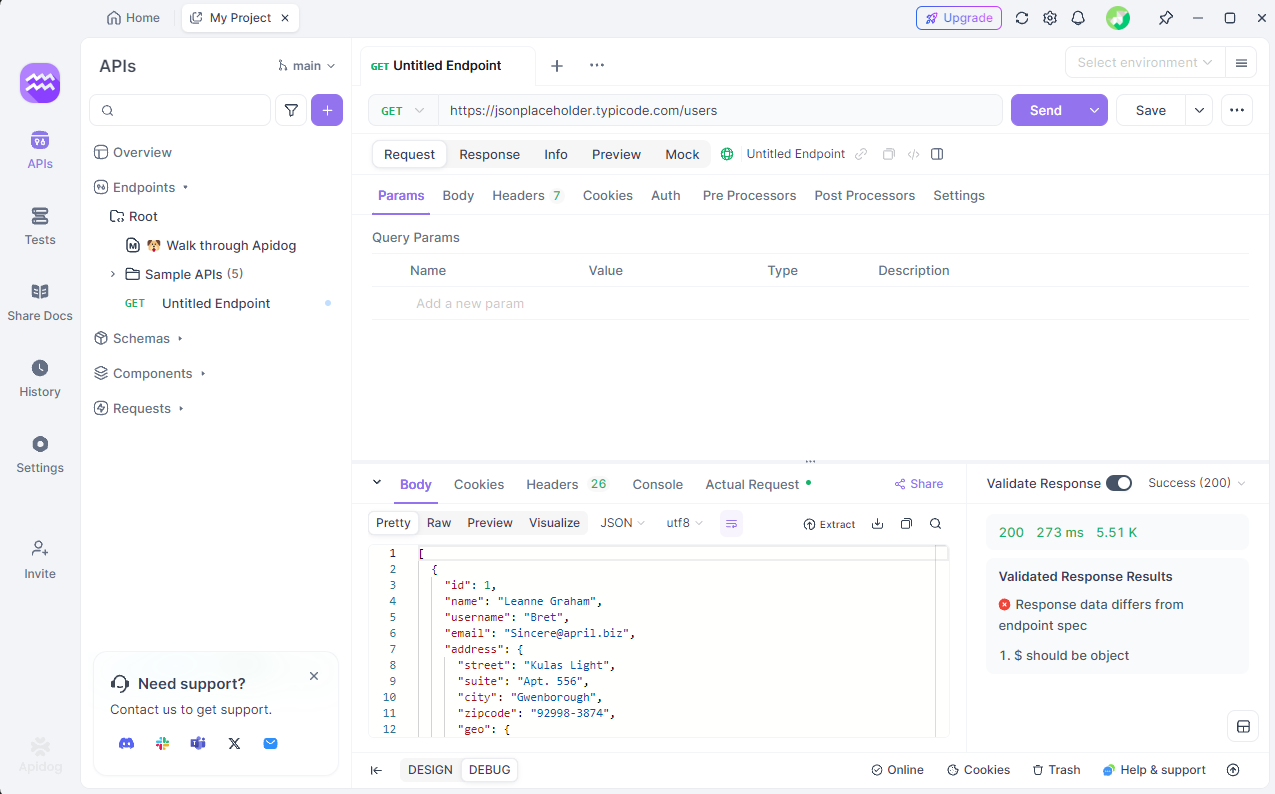 Home
My Project
Upgrade
APIs
main
GET Untitled Endpoint
Select environment
GET
https://jsonplaceholder.typicode.com/users
Send
Save
APIs
Tests
Share Docs
History
Settings
Invite
Apidog
Overview
Endpoints
Root
Walk through Apidog
Sample APIs (5)
GET Untitled Endpoint
Schemas
Components
Requests
Need support?
Contact us to get support.
Request Response Info Preview Mock Untitled Endpoint
Params Body Headers 7 Cookies Auth Pre Processors Post Processors Settings
Query Params
Name Value Type Description
Add a new param
Body Cookies Headers 26 Console Actual Request Share
Pretty Raw Preview Visualize JSON utf8 Extract
1 [
2 {
3 "id": 1,
4 "name": "Leanne Graham",
5 "username": "Bret",
6 "email": "Sincere@april.biz",
7 "address": {
8 "street": "Kulas Light",
9 "suite": "Apt. 556",
10 "city": "Gwenborough",
11 "zipcode": "92998-3874",
12 "geo": {
Validate Response Success (200)
200 273 ms 5.51 K
Validated Response Results
Response data differs from
endpoint spec
1. $ should be object
DESIGN DEBUG
Online Cookies Trash Help & support